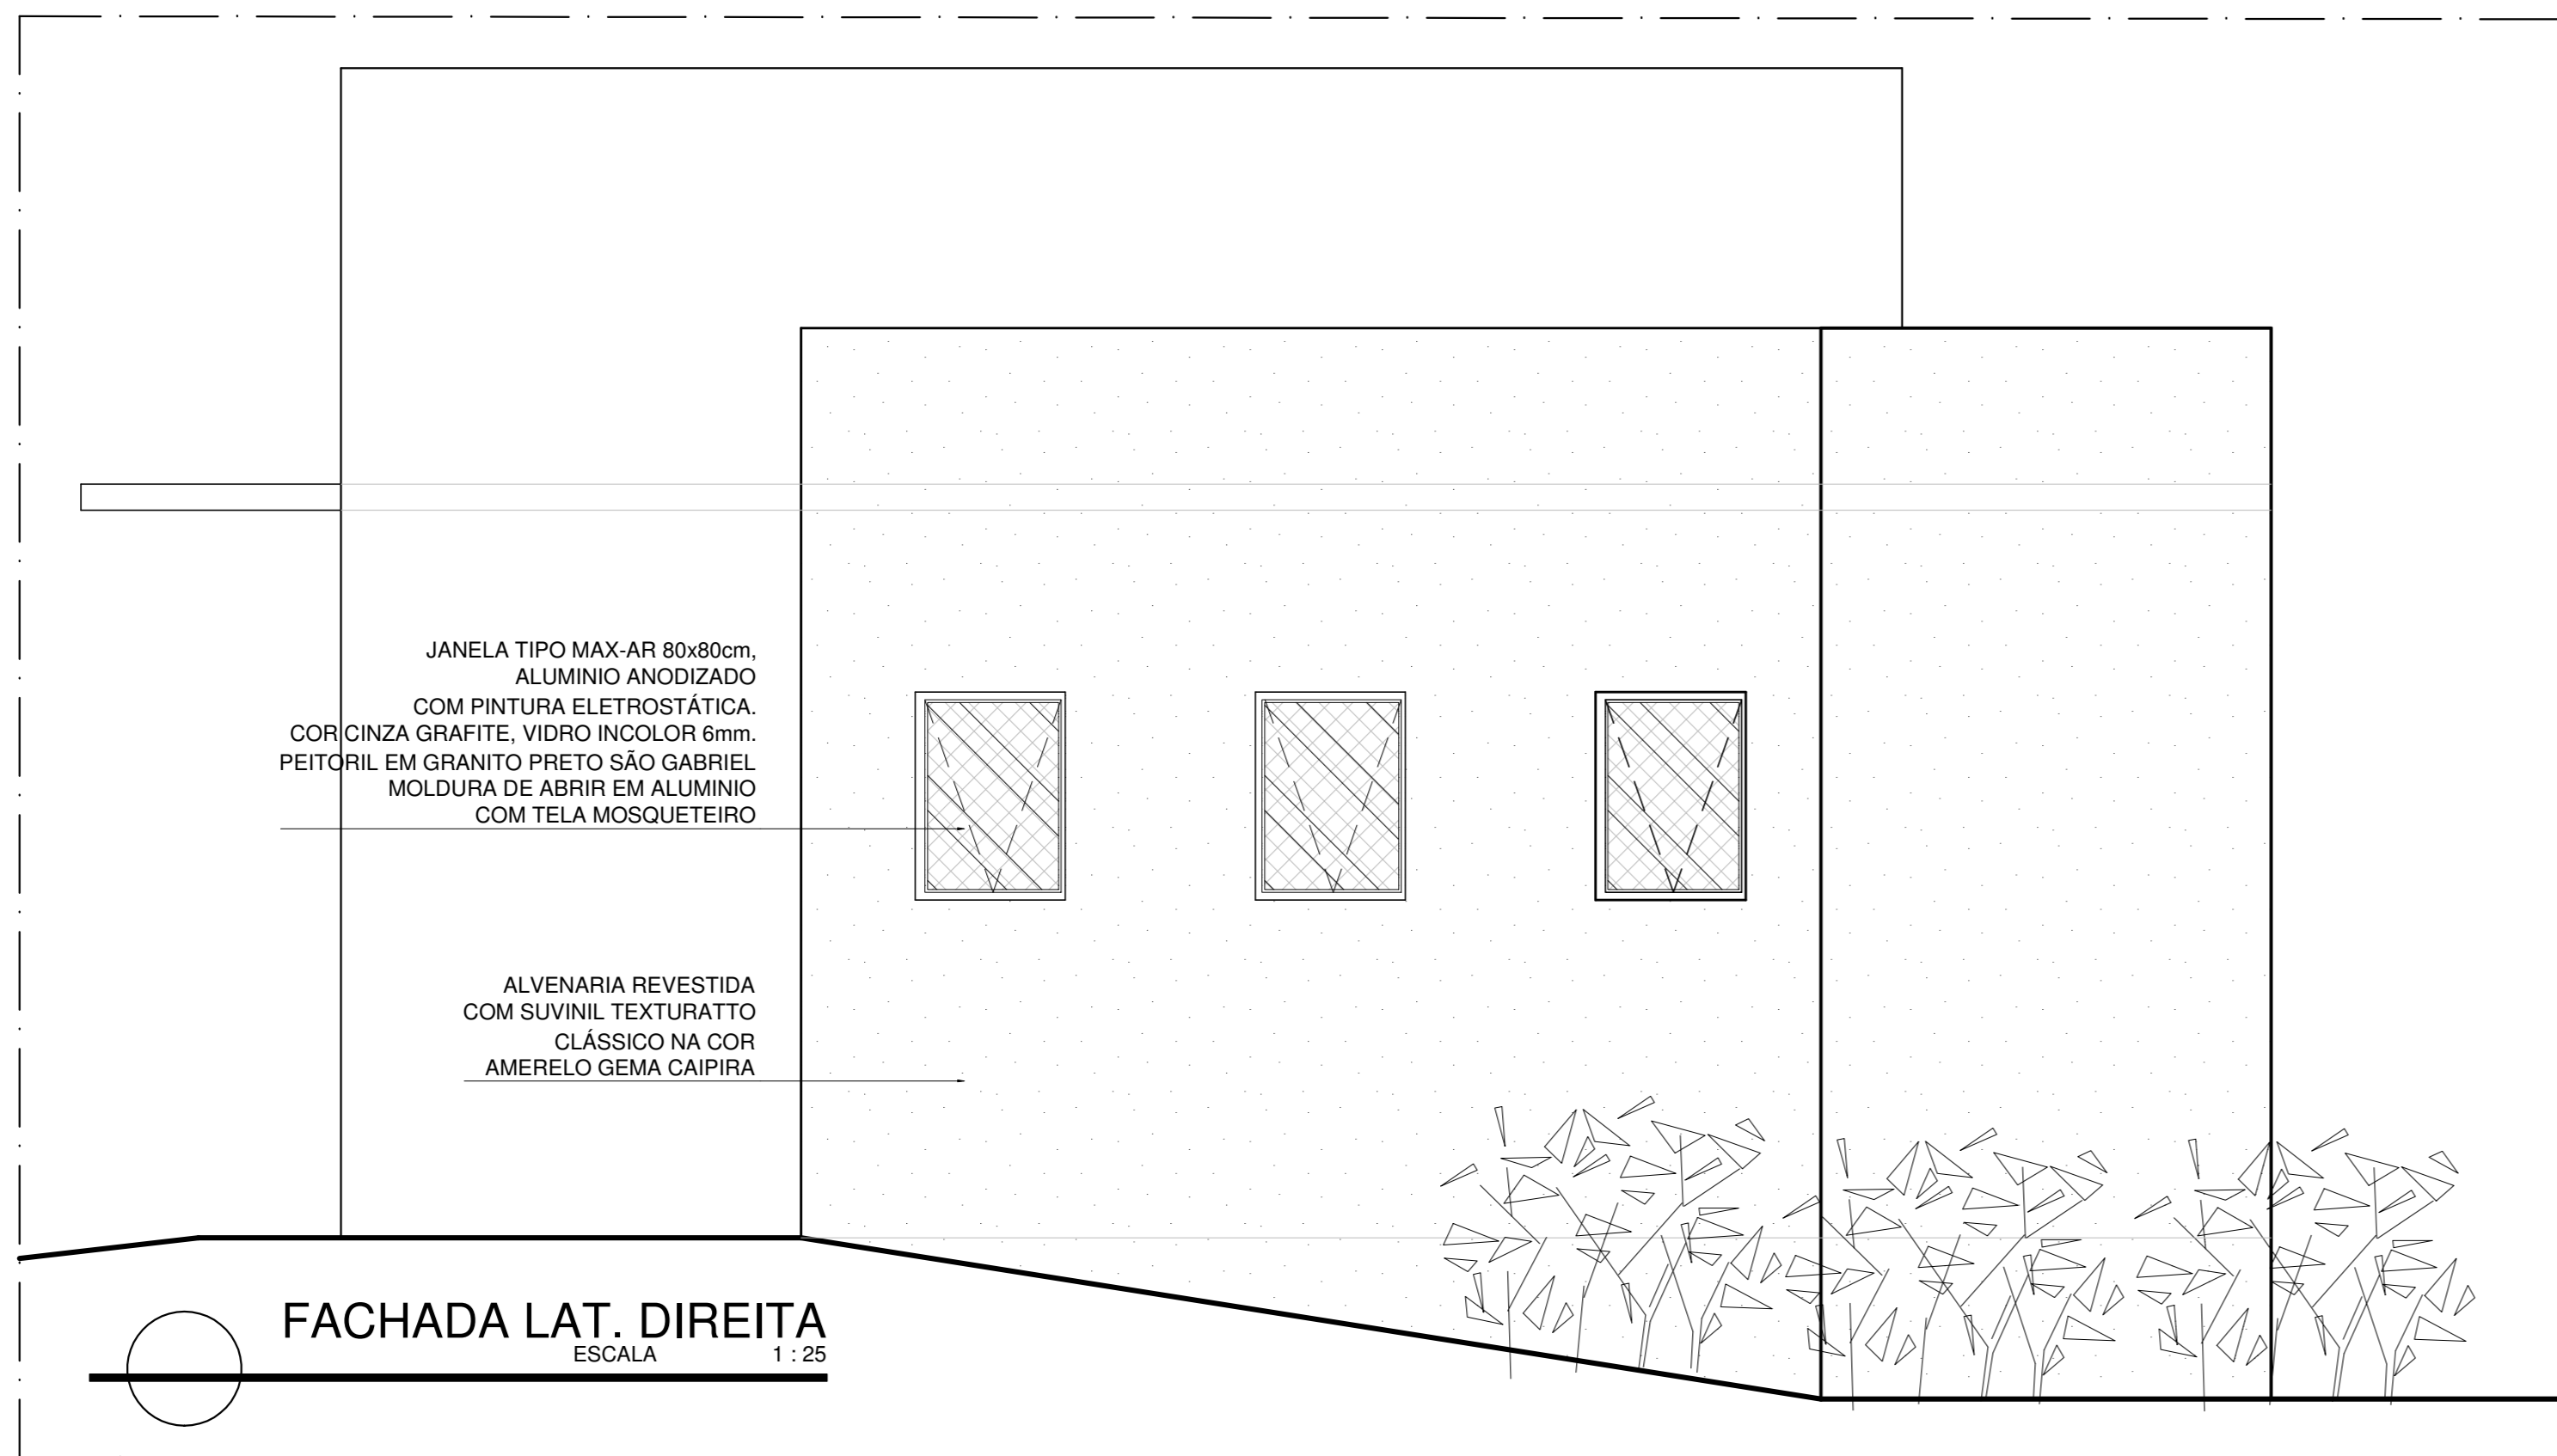 JANELA TIPO MAX-AR 80x80cm,
ALUMINIO ANODIZADO
COM PINTURA ELETROSTÁTICA.
COR CINZA GRAFITE, VIDRO INCOLOR 6mm.
PEITORIL EM GRANITO PRETO SÃO GABRIEL
MOLDURA DE ABRIR EM ALUMINIO
COM TELA MOSQUETEIRO
ALVENARIA REVESTIDA
COM SUVINIL TEXTURATTO
CLÁSSICO NA COR
AMERELO GEMA CAIPIRA
FACHADA LAT. DIREITA
ESCALA 1 : 25